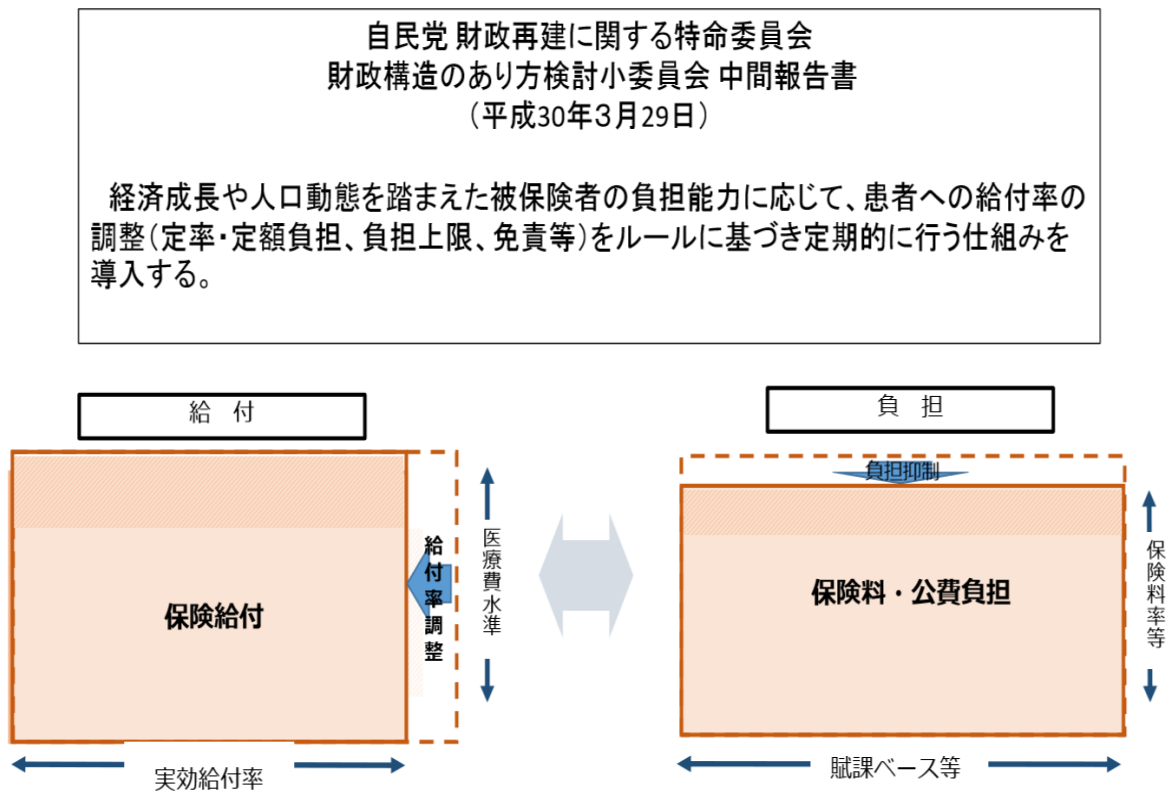 自民党 財政再建に関する特命委員会
財政構造のあり方検討小委員会 中間報告書
（平成30年３月29日）
経済成長や人口動態を踏まえた被保険者の負担能力に応じて、患者への給付率の
調整（定率・定額負担、負担上限、免責等）をルールに基づき定期的に行う仕組みを
導入する。
給　付
保険給付
給付率調整
医療費水準
実効給付率
負　担
負担抑制
保険料・公費負担
保険料率等
賦課ベース等